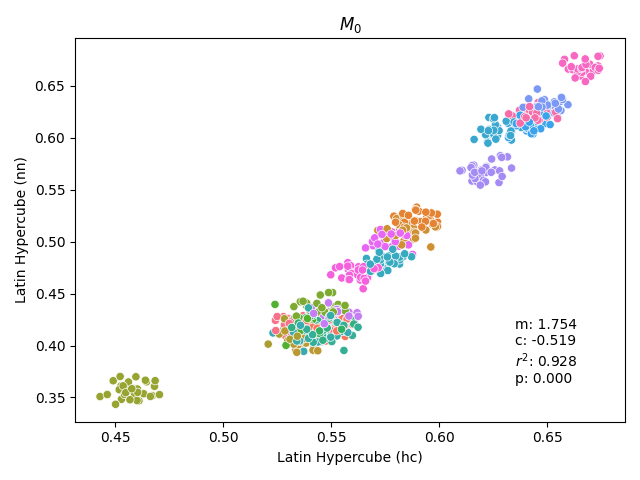 M₀
Latin Hypercube (nn)
0.65
0.60
0.55
0.50
0.45
0.40
0.35
m: 1.754
c: -0.519
r²: 0.928
p: 0.000
0.45 0.50 0.55 0.60 0.65
Latin Hypercube (hc)